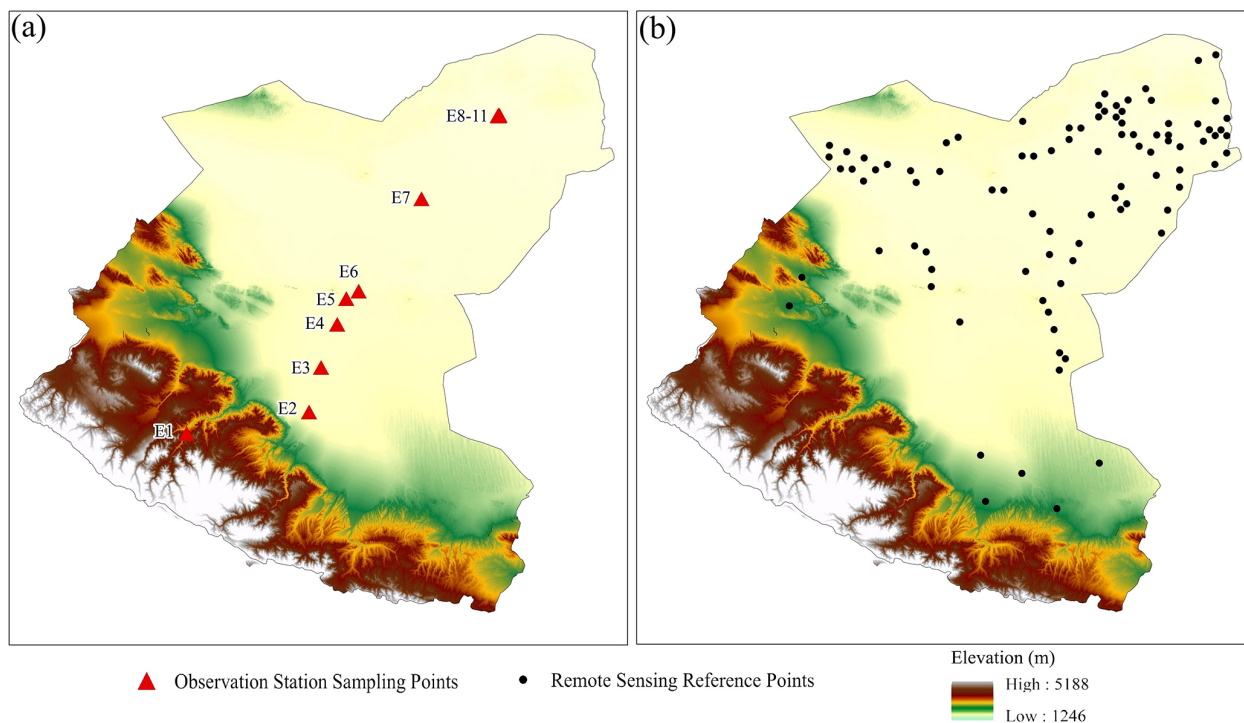 (a)
(b)
E8-11
E7
E6
E5
E4
E3
E2
E1
Observation Station Sampling Points
Remote Sensing Reference Points
Elevation (m)
High : 5188
Low : 1246